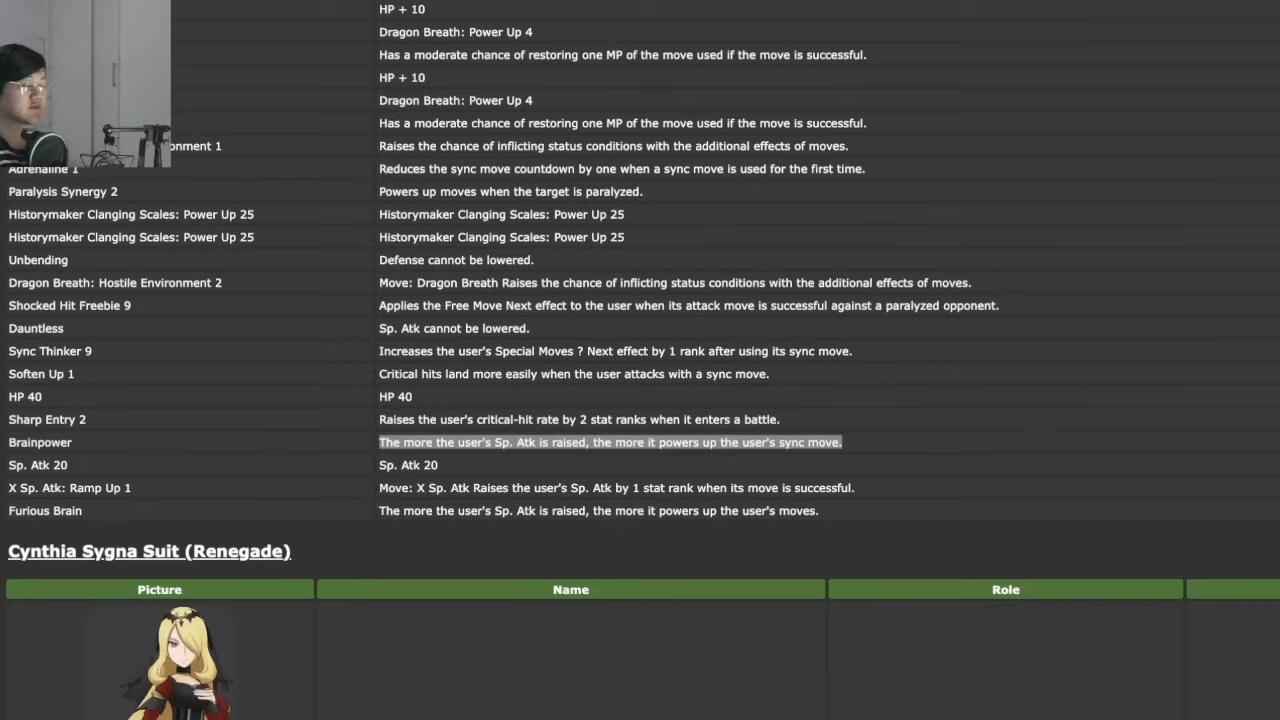 HP + 10
Dragon Breath: Power Up 4
Has a moderate chance of restoring one MP of the move used if the move is successful.
HP + 10
Dragon Breath: Power Up 4
Has a moderate chance of restoring one MP of the move used if the move is successful.
onment 1 Raises the chance of inflicting status conditions with the additional effects of moves.
Adrenaline 1 Reduces the sync move countdown by one when a sync move is used for the first time.
Paralysis Synergy 2 Powers up moves when the target is paralyzed.
Historymaker Clanging Scales: Power Up 25 Historymaker Clanging Scales: Power Up 25
Historymaker Clanging Scales: Power Up 25 Historymaker Clanging Scales: Power Up 25
Unbending Defense cannot be lowered.
Dragon Breath: Hostile Environment 2 Move: Dragon Breath Raises the chance of inflicting status conditions with the additional effects of moves.
Shocked Hit Freebie 9 Applies the Free Move Next effect to the user when its attack move is successful against a paralyzed opponent.
Dauntless Sp. Atk cannot be lowered.
Sync Thinker 9 Increases the user's Special Moves ? Next effect by 1 rank after using its sync move.
Soften Up 1 Critical hits land more easily when the user attacks with a sync move.
HP 40 HP 40
Sharp Entry 2 Raises the user's critical-hit rate by 2 stat ranks when it enters a battle.
Brainpower The more the user's Sp. Atk is raised, the more it powers up the user's sync move.
Sp. Atk 20 Sp. Atk 20
X Sp. Atk: Ramp Up 1 Move: X Sp. Atk Raises the user's Sp. Atk by 1 stat rank when its move is successful.
Furious Brain The more the user's Sp. Atk is raised, the more it powers up the user's moves.
Cynthia Sygna Suit (Renegade)
Picture Name Role